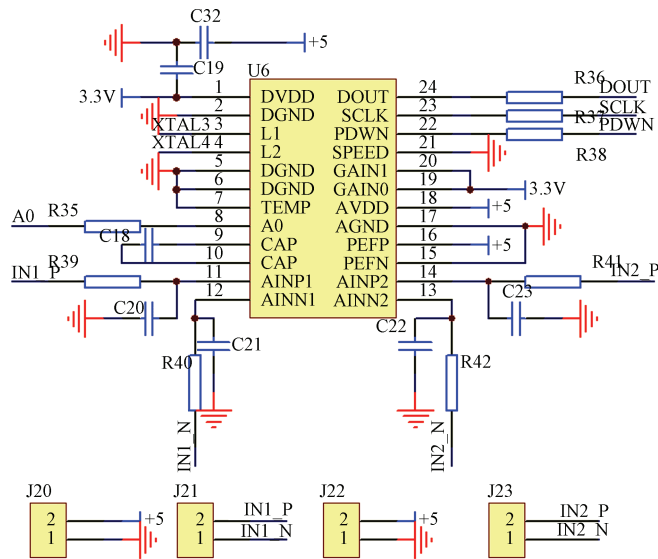 C32
+5
C19
U6
3.3V
1 DVDD DOUT 24 R36 DOUT
2 DGND SCLK 23 R37 SCLK
XTAL3 3 L1 PDWN 22 R38 PDWN
XTAL4 4 L2 SPEED 21
5 DGND GAIN1 20
6 DGND GAIN0 19 3.3V
7 TEMP AVDD 18 +5
A0 R35 8 A0 AGND 17
C18 9 CAP PEFP 16 +5
10 CAP PEFN 15
IN1_P R39 11 AINP1 AINP2 14 R41 IN2_P
12 AINN1 AINN2 13
C20 C23
C21 C22
R40 R42
IN1_N IN2_N
J20 J21 J22 J23
2 +5 2 IN1_P 2 +5 2 IN2_P
1 1 IN1_N 1 1 IN2_N